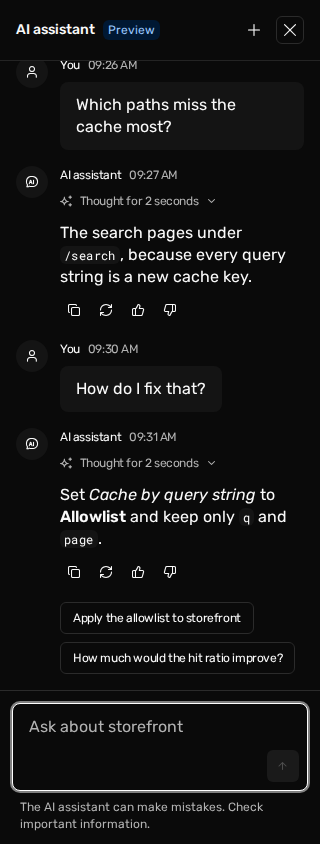 AI assistant Preview
You 09:26 AM
Which paths miss the
cache most?
AI assistant 09:27 AM
Thought for 2 seconds
The search pages under
/search, because every query
string is a new cache key.
You 09:30 AM
How do I fix that?
AI assistant 09:31 AM
Thought for 2 seconds
Set Cache by query string to
Allowlist and keep only q and
page.
Apply the allowlist to storefront
How much would the hit ratio improve?
Ask about storefront
The AI assistant can make mistakes. Check
important information.